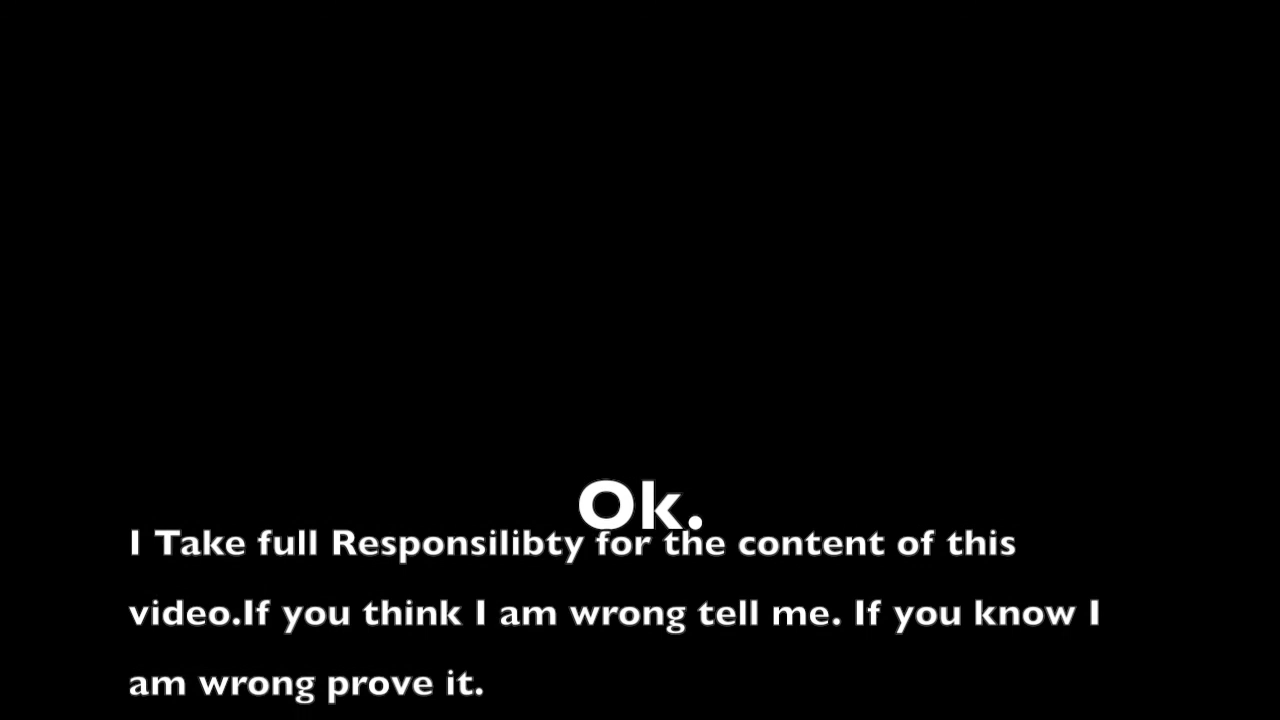 Ok.
I Take full Responsilibty for the content of this
video.If you think I am wrong tell me. If you know I
am wrong prove it.